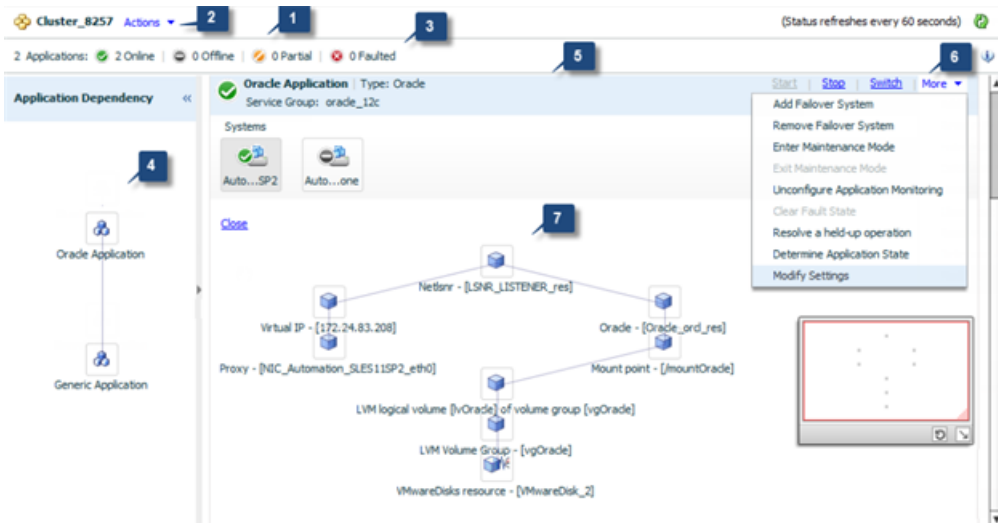 Cluster_8257 Actions 2 1 3 (Status refreshes every 60 seconds)
2 Applications: 2 Online | 0 Offline | 0 Partial | 0 Faulted 5 6
Application Dependency «
4
Oracle Application
Generic Application
Oracle Application | Type: Oracle Start | Stop | Switch | More
Service Group: oracle_12c
Systems
Auto...SP2 Auto...one
Add Failover System
Remove Failover System
Enter Maintenance Mode
Exit Maintenance Mode
Unconfigure Application Monitoring
Clear Fault State
Resolve a held-up operation
Determine Application State
Modify Settings
Close 7
Netlsnr - [LSNR_LISTENER_res]
Virtual IP - [172.24.83.208] Oracle - [Oracle_ord_res]
Proxy - [NIC_Automation_SLES11SP2_eth0] Mount point - [/mountOracle]
LVM logical volume [lvOracle] of volume group [vgOracle]
LVM Volume Group - [vgOracle]
VMwareDisks resource - [VMwareDisk_2]